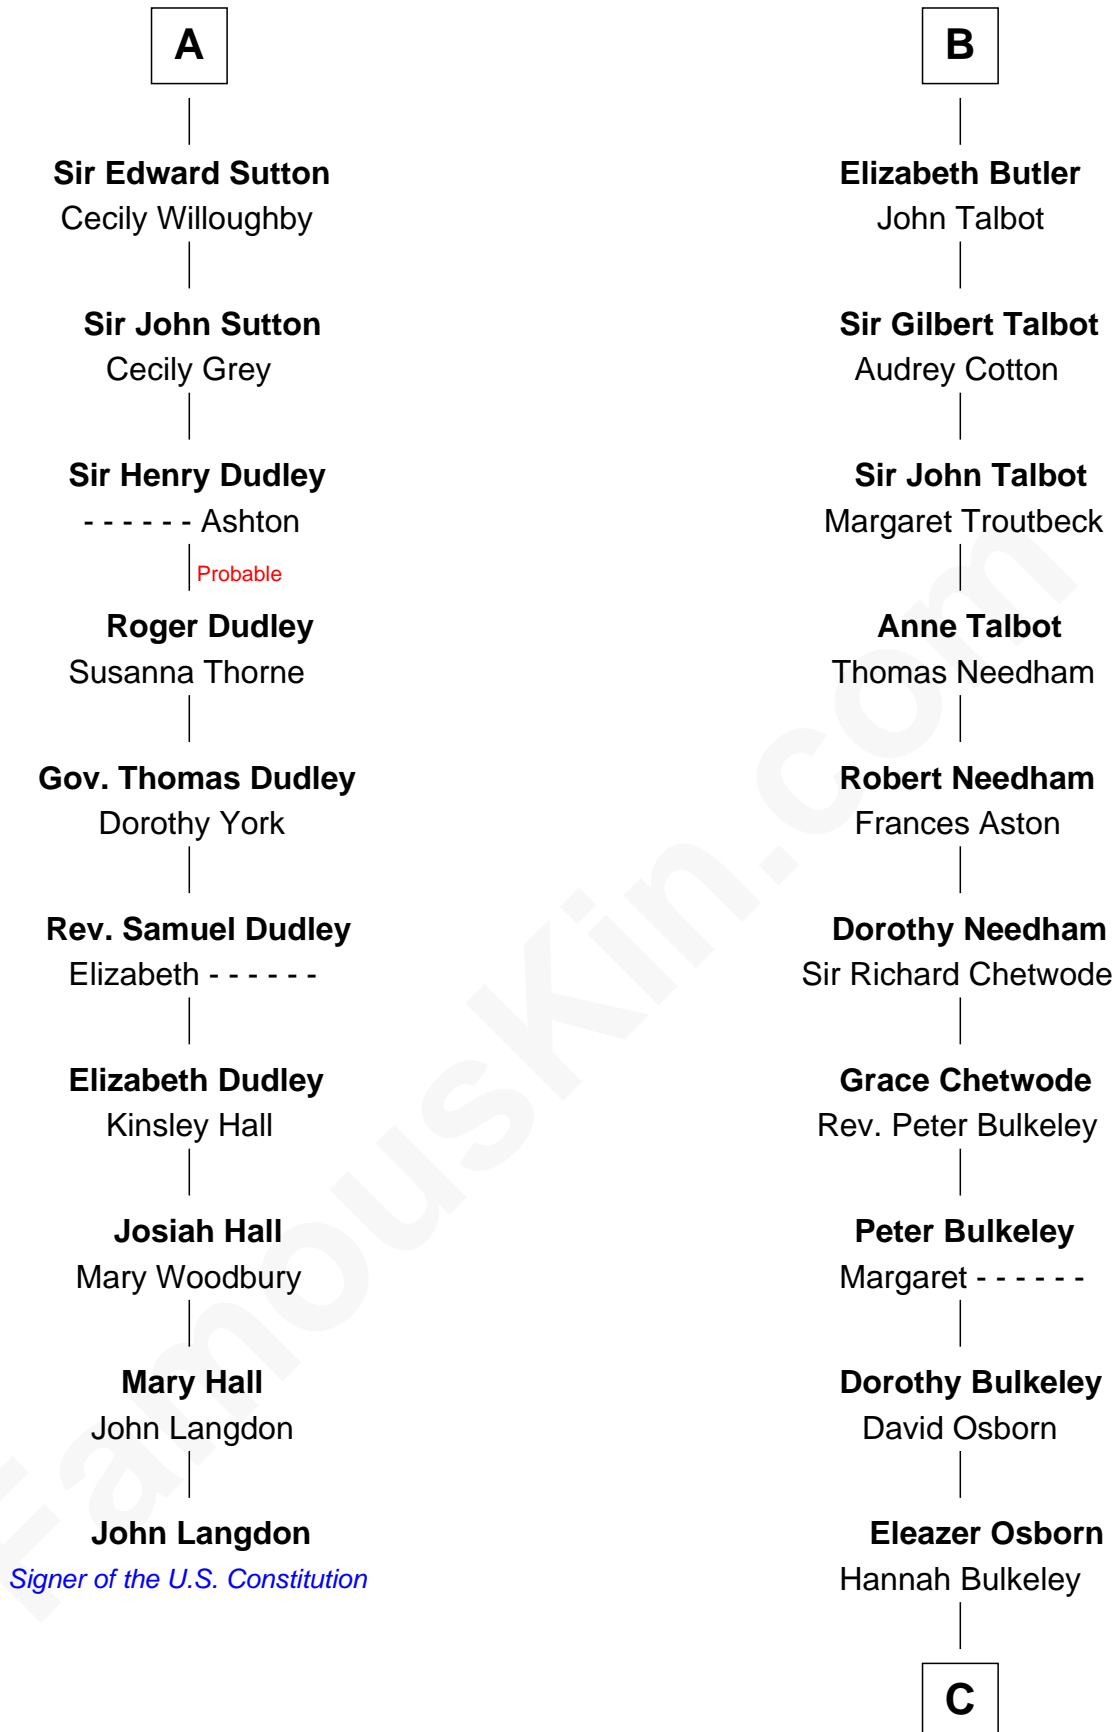 A
Sir Edward Sutton
Cecily Willoughby
Sir John Sutton
Cecily Grey
Sir Henry Dudley
- - - - - - Ashton
Probable
Roger Dudley
Susanna Thorne
Gov. Thomas Dudley
Dorothy York
Rev. Samuel Dudley
Elizabeth - - - - - -
Elizabeth Dudley
Kinsley Hall
Josiah Hall
Mary Woodbury
Mary Hall
John Langdon
John Langdon
Signer of the U.S. Constitution
B
Elizabeth Butler
John Talbot
Sir Gilbert Talbot
Audrey Cotton
Sir John Talbot
Margaret Troutbeck
Anne Talbot
Thomas Needham
Robert Needham
Frances Aston
Dorothy Needham
Sir Richard Chetwode
Grace Chetwode
Rev. Peter Bulkeley
Peter Bulkeley
Margaret - - - - - -
Dorothy Bulkeley
David Osborn
Eleazer Osborn
Hannah Bulkeley
C
FamousKin.com